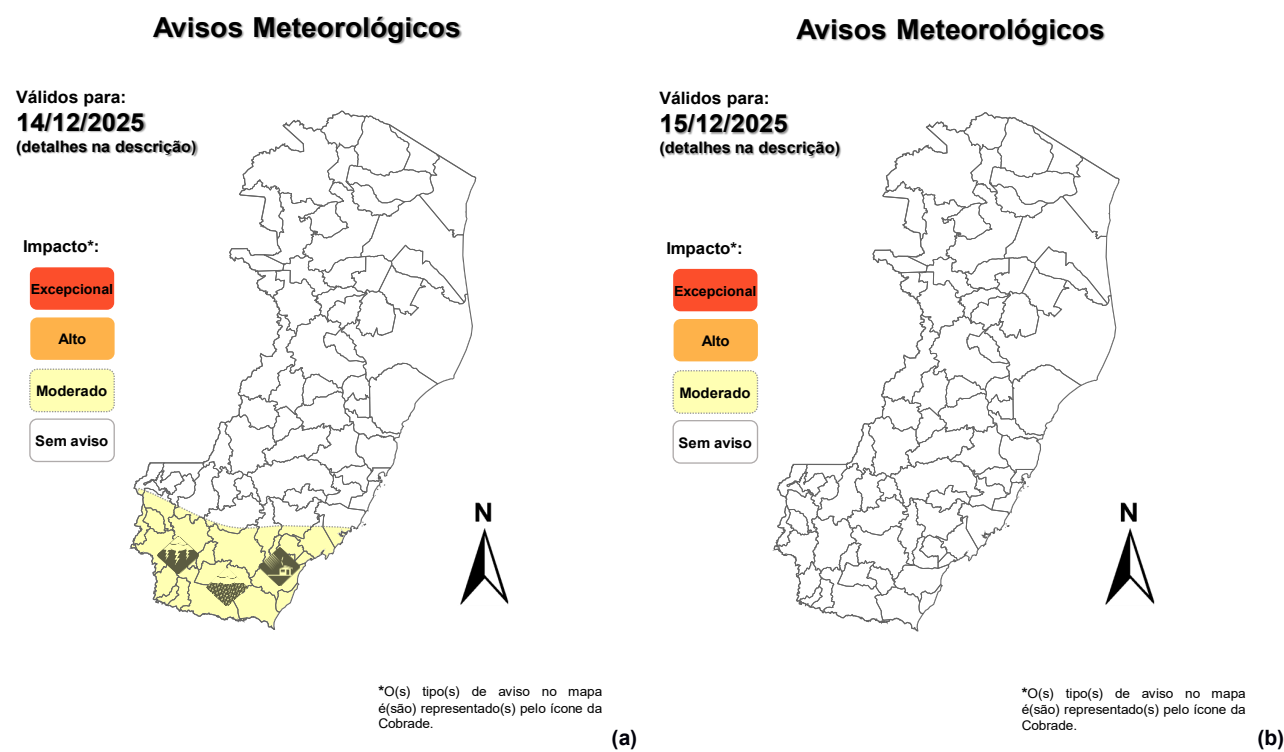 Avisos Meteorológicos
Válidos para:
14/12/2025
(detalhes na descrição)
Impacto*:
Excepcional
Alto
Moderado
Sem aviso
N
*O(s) tipo(s) de aviso no mapa
é(são) representado(s) pelo ícone da
Cobrade.
(a)
Avisos Meteorológicos
Válidos para:
15/12/2025
(detalhes na descrição)
Impacto*:
Excepcional
Alto
Moderado
Sem aviso
N
*O(s) tipo(s) de aviso no mapa
é(são) representado(s) pelo ícone da
Cobrade.
(b)